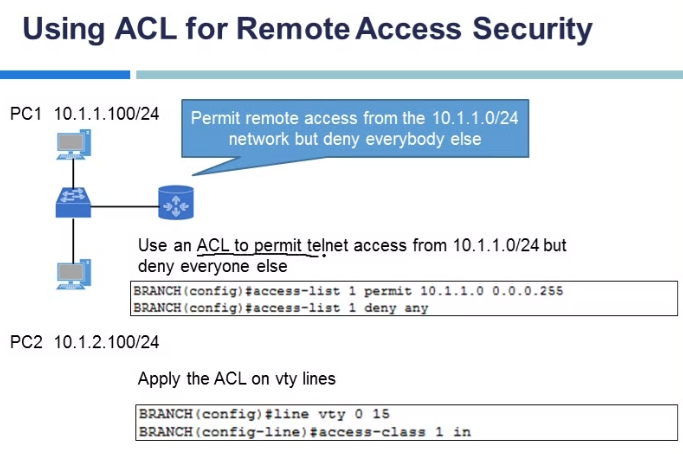 Using ACL for Remote Access Security
PC1 10.1.1.100/24
Permit remote access from the 10.1.1.0/24
network but deny everybody else
Use an ACL to permit telnet access from 10.1.1.0/24 but
deny everyone else
BRANCH(config)#access-list 1 permit 10.1.1.0 0.0.0.255
BRANCH(config)#access-list 1 deny any
PC2 10.1.2.100/24
Apply the ACL on vty lines
BRANCH(config)#line vty 0 15
BRANCH(config-line)#access-class 1 in